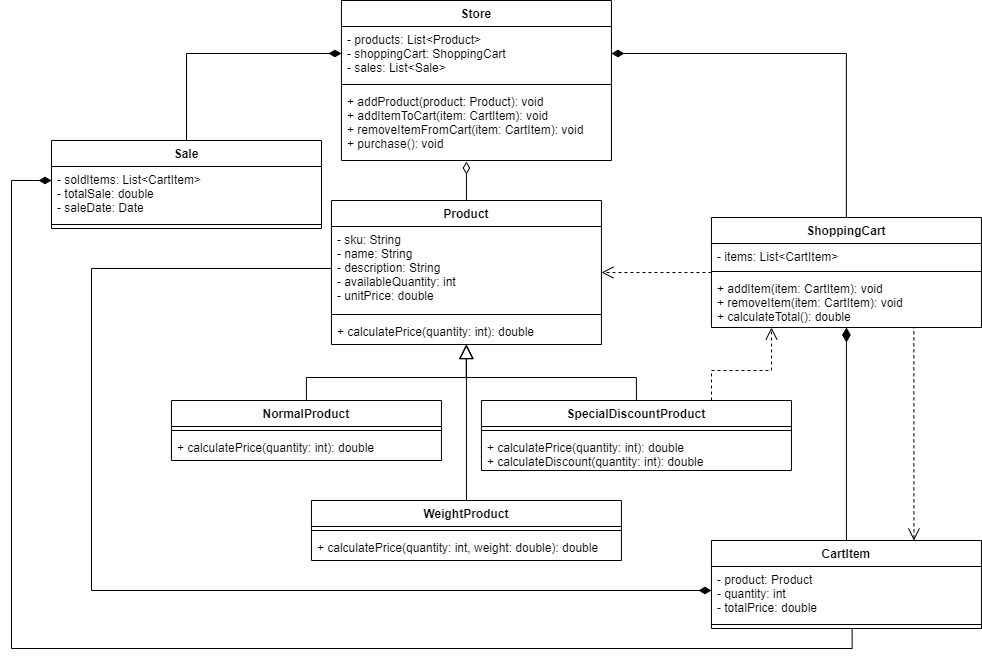 Store
- products: List<Product>
- shoppingCart: ShoppingCart
- sales: List<Sale>
+ addProduct(product: Product): void
+ addItemToCart(item: CartItem): void
+ removeItemFromCart(item: CartItem): void
+ purchase(): void
Sale
- soldItems: List<CartItem>
- totalSale: double
- saleDate: Date
Product
- sku: String
- name: String
- description: String
- availableQuantity: int
- unitPrice: double
+ calculatePrice(quantity: int): double
ShoppingCart
- items: List<CartItem>
+ addItem(item: CartItem): void
+ removeItem(item: CartItem): void
+ calculateTotal(): double
NormalProduct
+ calculatePrice(quantity: int): double
SpecialDiscountProduct
+ calculatePrice(quantity: int): double
+ calculateDiscount(quantity: int): double
WeightProduct
+ calculatePrice(quantity: int, weight: double): double
CartItem
- product: Product
- quantity: int
- totalPrice: double